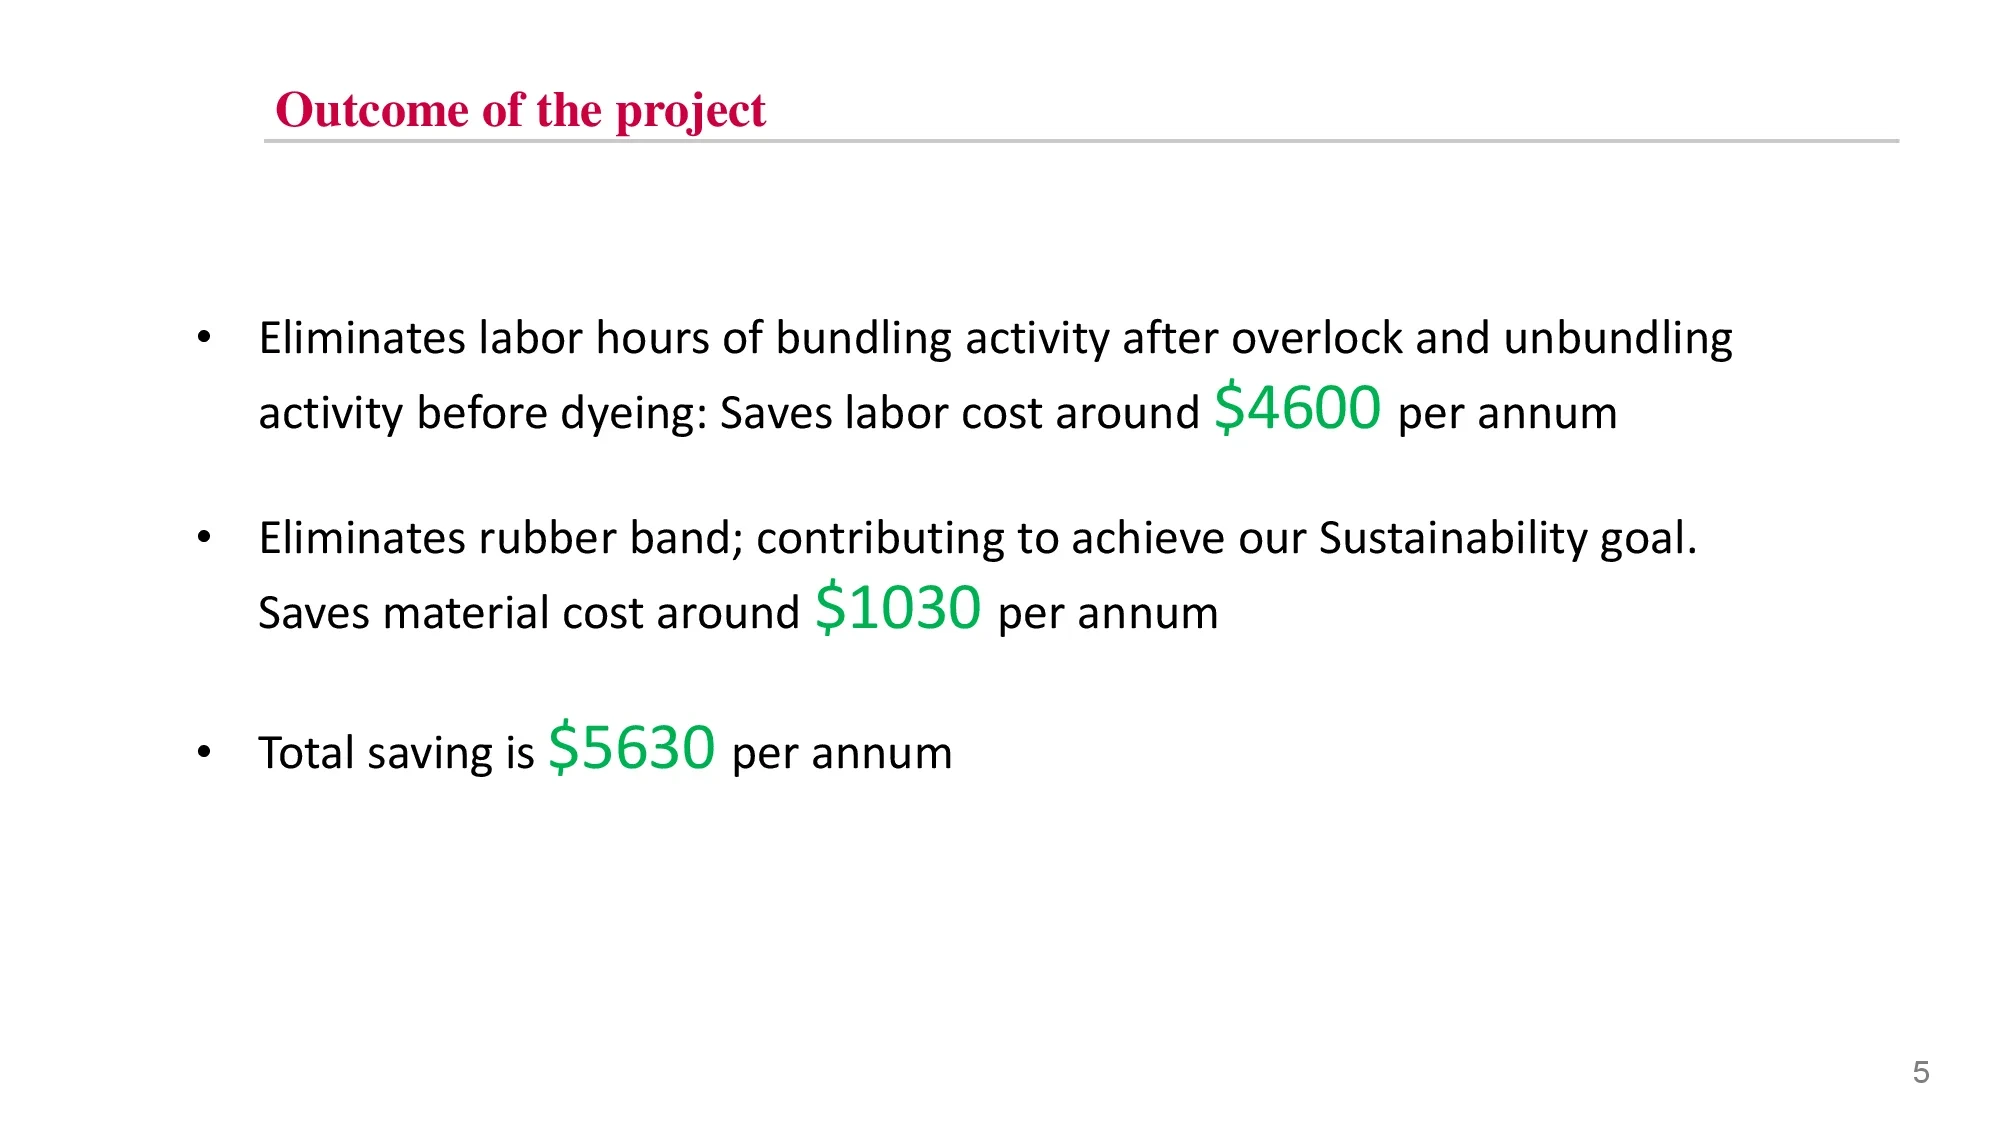 Outcome of the project
• Eliminates labor hours of bundling activity after overlock and unbundling
activity before dyeing: Saves labor cost around $4600 per annum
• Eliminates rubber band; contributing to achieve our Sustainability goal.
Saves material cost around $1030 per annum
• Total saving is $5630 per annum
5